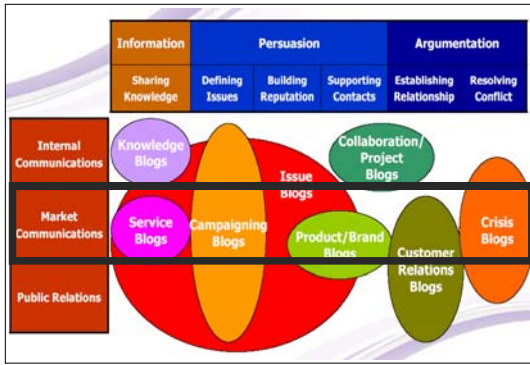 Information Persuasion Argumentation
Sharing Knowledge
Defining Issues
Building Reputation
Supporting Contacts
Establishing Relationship
Resolving Conflict
Internal Communications
Knowledge Blogs
Issue Blogs
Collaboration/ Project Blogs
Market Communications
Service Blogs
Campaigning Blogs
Product/Brand Blogs
Customer Relations Blogs
Crisis Blogs
Public Relations